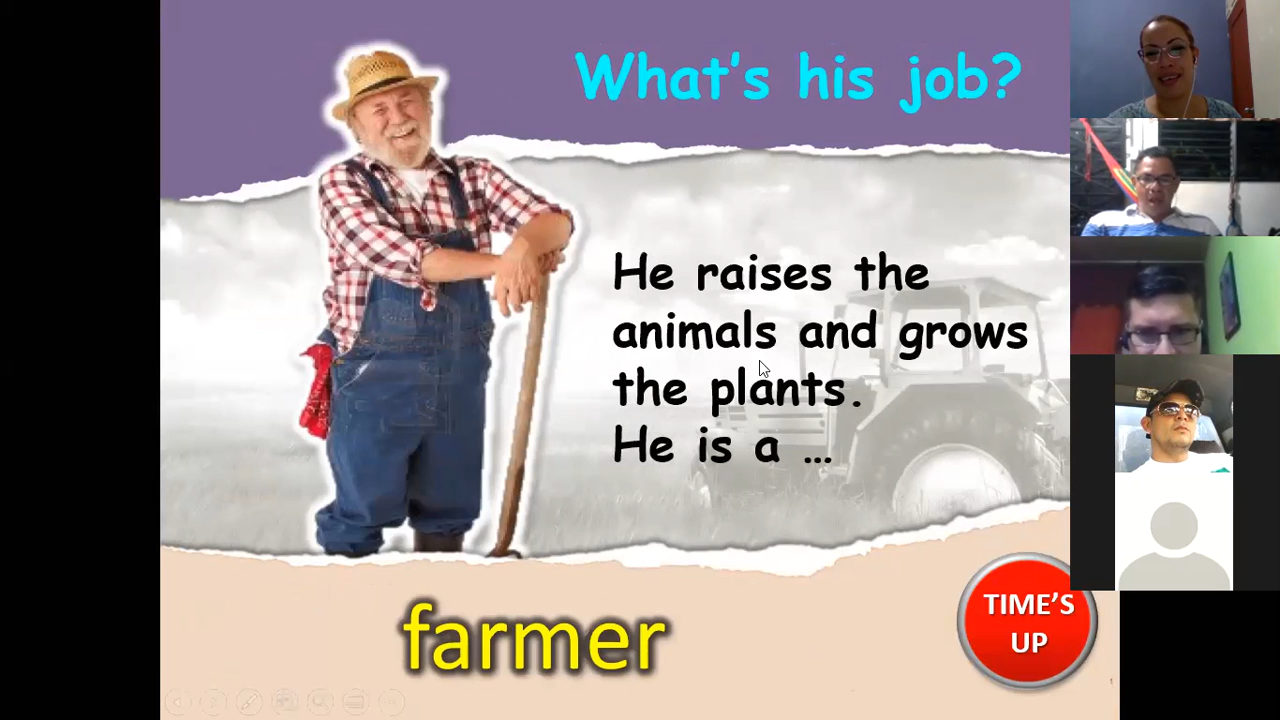 What's his job?
He raises the
animals and grows
the plants.
He is a ...
farmer
TIME'S
UP